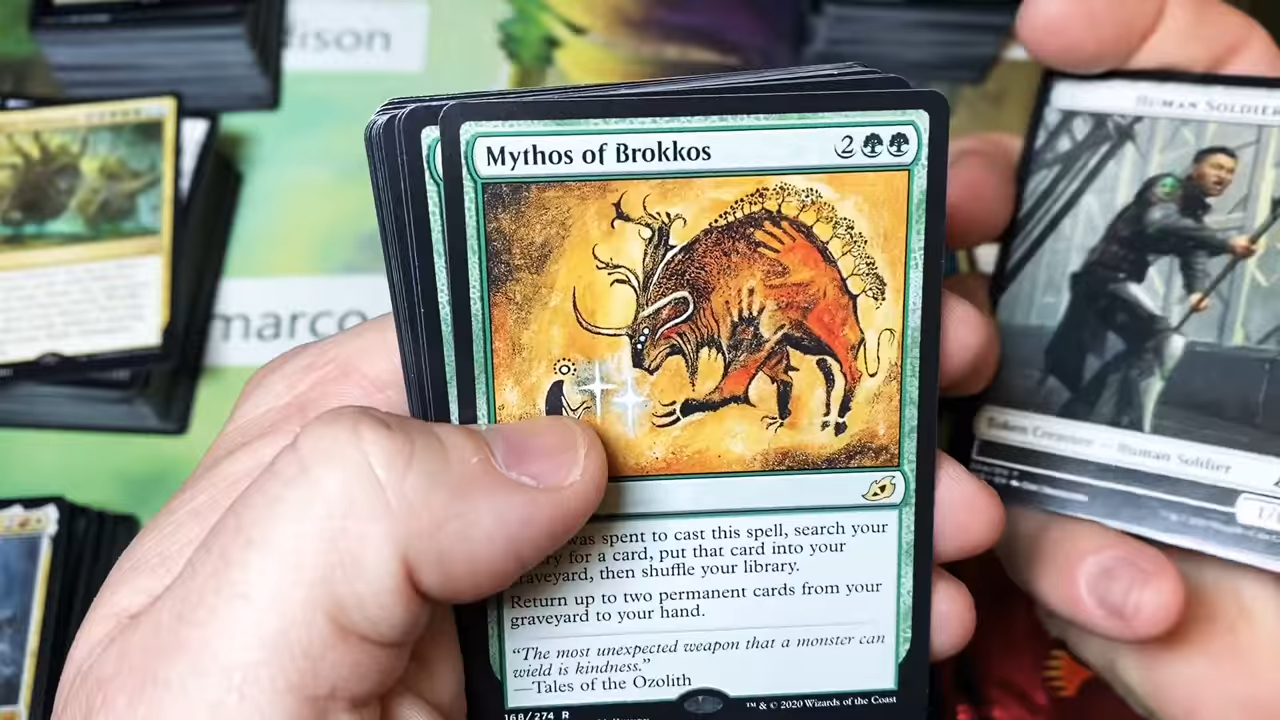 dison
marco
Mythos of Brokkos
2
was spent to cast this spell, search your
ry for a card, put that card into your
graveyard, then shuffle your library.
Return up to two permanent cards from your
graveyard to your hand.
“The most unexpected weapon that a monster can
wield is kindness.”
—Tales of the Ozolith
168/274 R
™ & © 2020 Wizards of the Coast
HUMAN SOLDIER
Token Creature — Human Soldier
1/